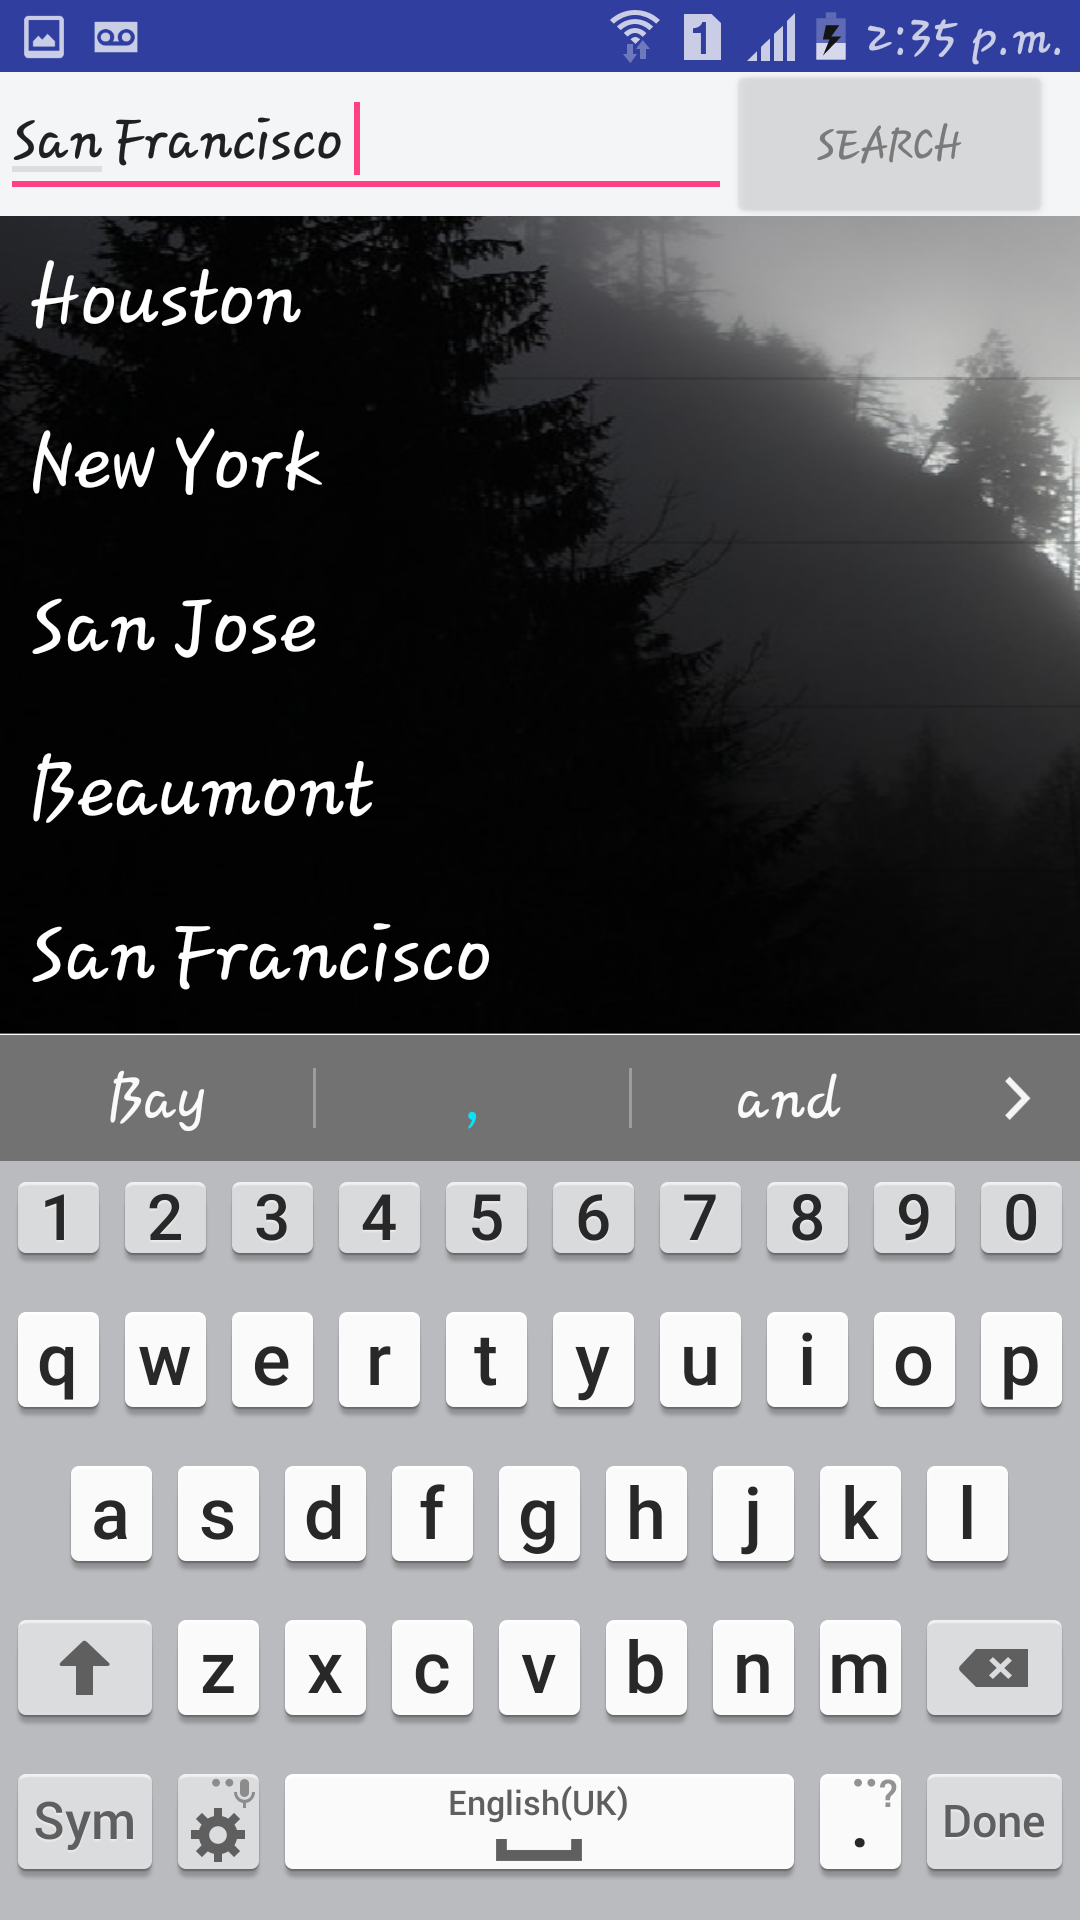 1 2:35 p.m.
San Francisco SEARCH
Houston
New York
San Jose
Beaumont
San Francisco
Bay , and
1 2 3 4 5 6 7 8 9 0
q w e r t y u i o p
a s d f g h j k l
z x c v b n m
Sym English(UK) . ? Done